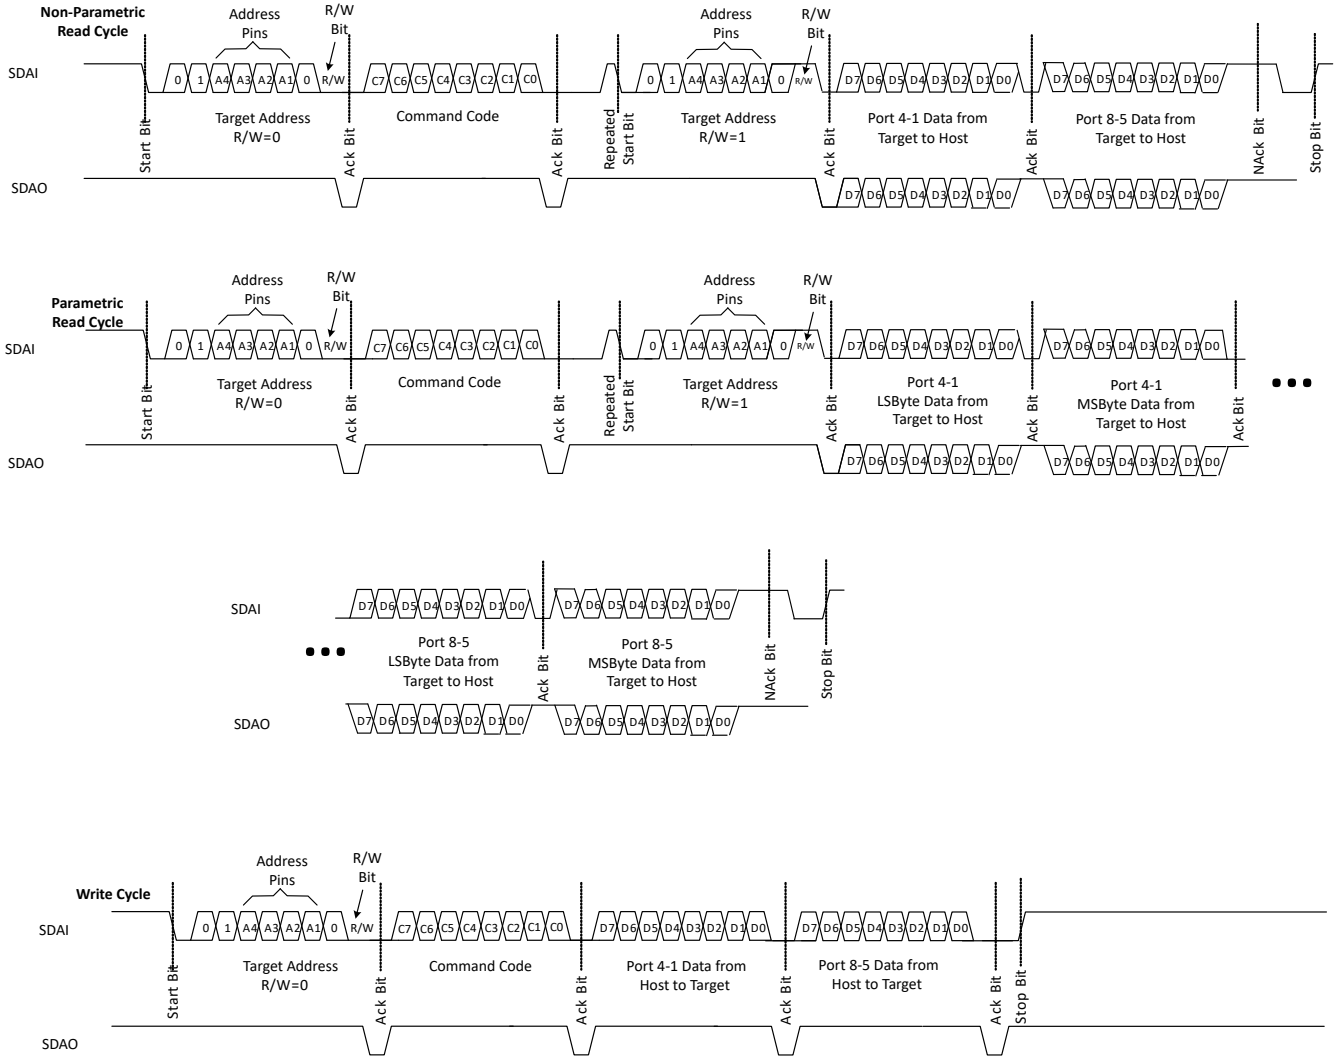 Non-Parametric
Read Cycle
Address
Pins
R/W
Bit
Address
Pins
R/W
Bit
SDAI
0 1 A4 A3 A2 A1 0 R/W C7 C6 C5 C4 C3 C2 C1 C0 0 1 A4 A3 A2 A1 0 R/W D7 D6 D5 D4 D3 D2 D1 D0 D7 D6 D5 D4 D3 D2 D1 D0
Start Bit
Target Address
R/W=0
Ack Bit
Command Code
Ack Bit
Repeated
Start Bit
Target Address
R/W=1
Ack Bit
Port 4-1 Data from
Target to Host
Ack Bit
Port 8-5 Data from
Target to Host
NAck Bit
Stop Bit
SDAO
D7 D6 D5 D4 D3 D2 D1 D0 D7 D6 D5 D4 D3 D2 D1 D0
Parametric
Read Cycle
Address
Pins
R/W
Bit
Address
Pins
R/W
Bit
SDAI
0 1 A4 A3 A2 A1 0 R/W C7 C6 C5 C4 C3 C2 C1 C0 0 1 A4 A3 A2 A1 0 R/W D7 D6 D5 D4 D3 D2 D1 D0 D7 D6 D5 D4 D3 D2 D1 D0
Start Bit
Target Address
R/W=0
Ack Bit
Command Code
Ack Bit
Repeated
Start Bit
Target Address
R/W=1
Ack Bit
Port 4-1
LSByte Data from
Target to Host
Ack Bit
Port 4-1
MSByte Data from
Target to Host
Ack Bit
SDAO
D7 D6 D5 D4 D3 D2 D1 D0 D7 D6 D5 D4 D3 D2 D1 D0
SDAI
D7 D6 D5 D4 D3 D2 D1 D0 D7 D6 D5 D4 D3 D2 D1 D0
Port 8-5
LSByte Data from
Target to Host
Ack Bit
Port 8-5
MSByte Data from
Target to Host
NAck Bit
Stop Bit
SDAO
D7 D6 D5 D4 D3 D2 D1 D0 D7 D6 D5 D4 D3 D2 D1 D0
Write Cycle
Address
Pins
R/W
Bit
SDAI
0 1 A4 A3 A2 A1 0 R/W C7 C6 C5 C4 C3 C2 C1 C0 D7 D6 D5 D4 D3 D2 D1 D0 D7 D6 D5 D4 D3 D2 D1 D0
Start Bit
Target Address
R/W=0
Ack Bit
Command Code
Ack Bit
Port 4-1 Data from
Host to Target
Ack Bit
Port 8-5 Data from
Host to Target
Ack Bit
Stop Bit
SDAO